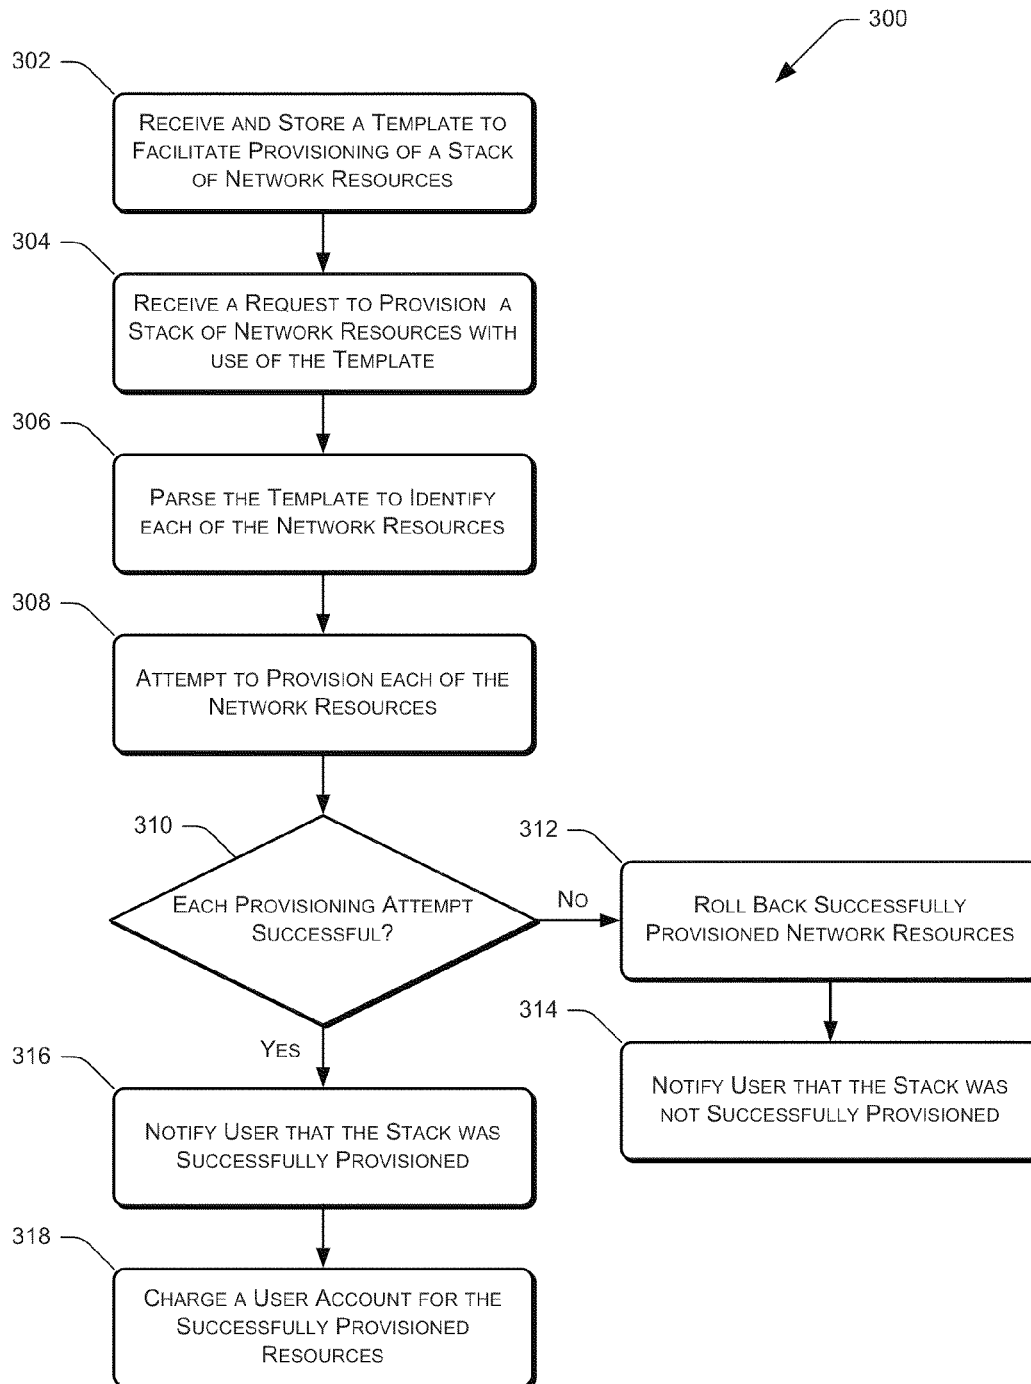 300
302
RECEIVE AND STORE A TEMPLATE TO
FACILITATE PROVISIONING OF A STACK
OF NETWORK RESOURCES
304
RECEIVE A REQUEST TO PROVISION A
STACK OF NETWORK RESOURCES WITH
USE OF THE TEMPLATE
306
PARSE THE TEMPLATE TO IDENTIFY
EACH OF THE NETWORK RESOURCES
308
ATTEMPT TO PROVISION EACH OF THE
NETWORK RESOURCES
310
EACH PROVISIONING ATTEMPT
SUCCESSFUL?
NO
312
ROLL BACK SUCCESSFULLY
PROVISIONED NETWORK RESOURCES
314
NOTIFY USER THAT THE STACK WAS
NOT SUCCESSFULLY PROVISIONED
YES
316
NOTIFY USER THAT THE STACK WAS
SUCCESSFULLY PROVISIONED
318
CHARGE A USER ACCOUNT FOR THE
SUCCESSFULLY PROVISIONED
RESOURCES